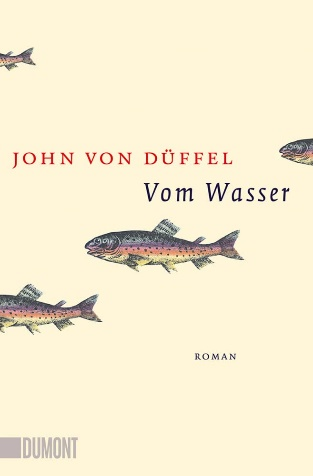 JOHN VON DÜFFEL
Vom Wasser
ROMAN
DUMONT